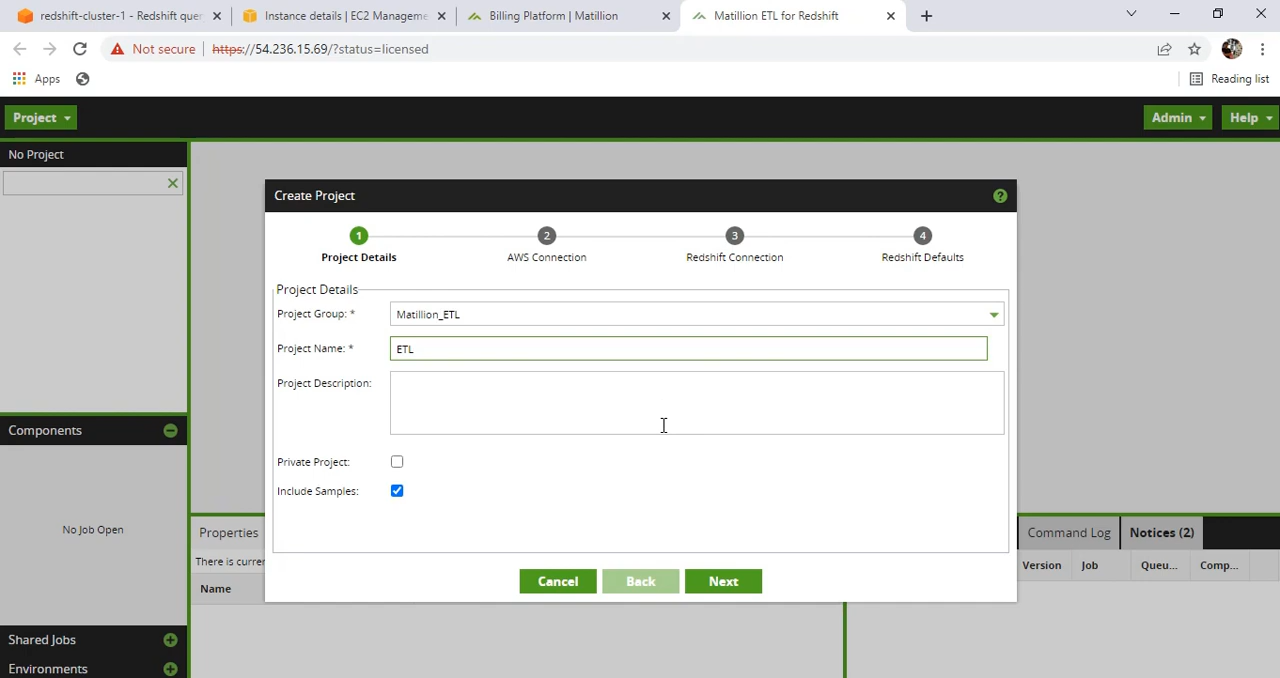 redshift-cluster-1 - Redshift que
Instance details | EC2 Manageme
Billing Platform | Matillion
Matillion ETL for Redshift
Not secure
https://54.236.15.69/?status=licensed
Apps
Reading list
Project
Admin
Help
No Project
Create Project
1
2
3
4
Project Details
AWS Connection
Redshift Connection
Redshift Defaults
Project Details
Project Group: *
Matillion_ETL
Project Name: *
ETL
Project Description:
Private Project:
Include Samples:
Cancel
Back
Next
Components
No Job Open
Shared Jobs
Environments
Properties
There is curren
Name
Command Log
Notices (2)
Version
Job
Queu...
Comp...